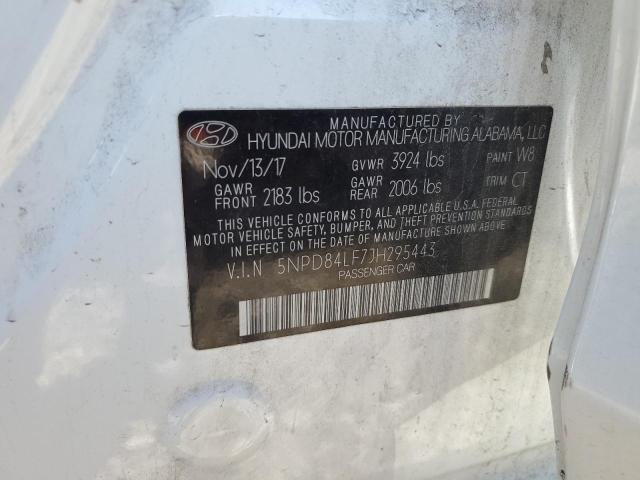 MANUFACTURED BY
HYUNDAI MOTOR MANUFACTURING ALABAMA, LLC
Nov/13/17 GVWR 3924 lbs PAINT W8
GAWR FRONT 2183 lbs GAWR REAR 2006 lbs TRIM CT
THIS VEHICLE CONFORMS TO ALL APPLICABLE U.S.A. FEDERAL
MOTOR VEHICLE SAFETY, BUMPER, AND THEFT PREVENTION STANDARDS
IN EFFECT ON THE DATE OF MANUFACTURE SHOWN ABOVE.
V.I.N 5NPD84LF7JH295443
PASSENGER CAR